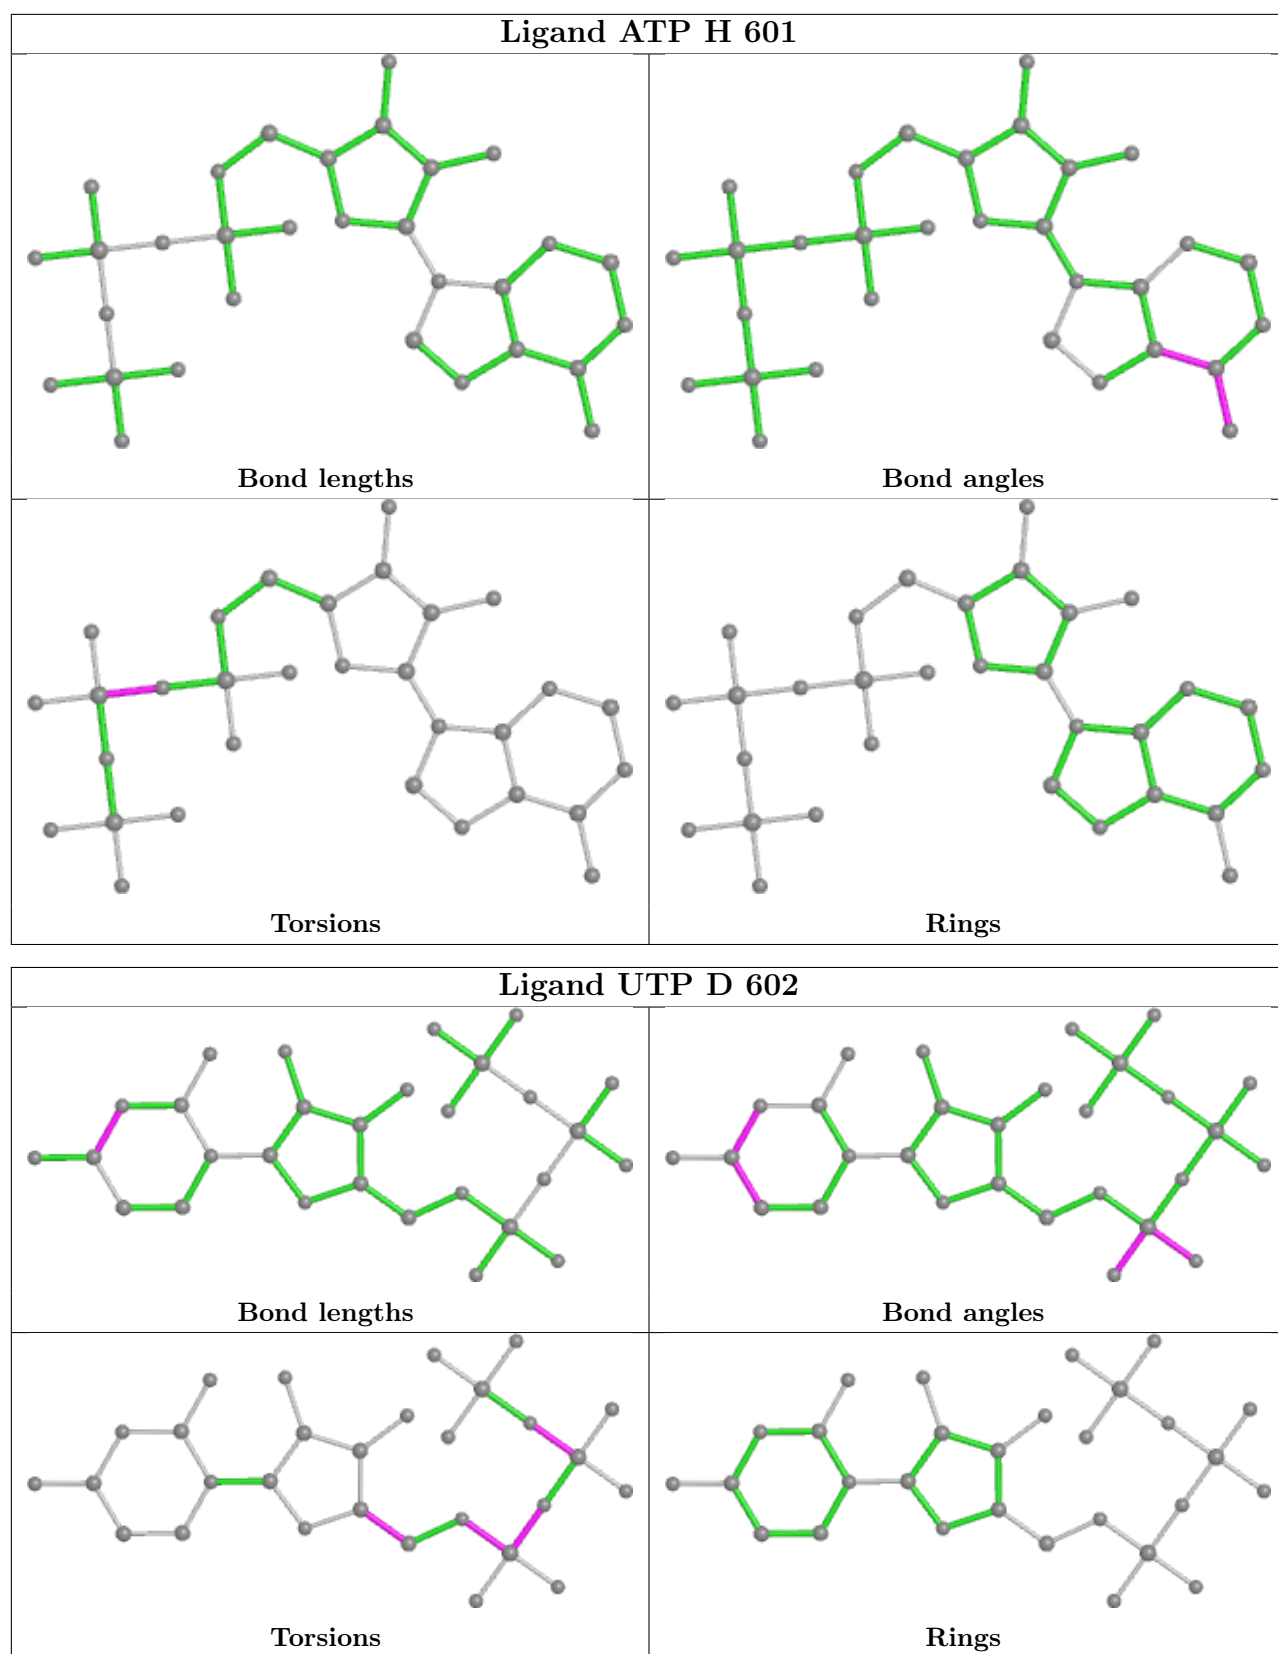 Ligand ATP H 601
Bond lengths
Bond angles
Torsions
Rings
Ligand UTP D 602
Bond lengths
Bond angles
Torsions
Rings